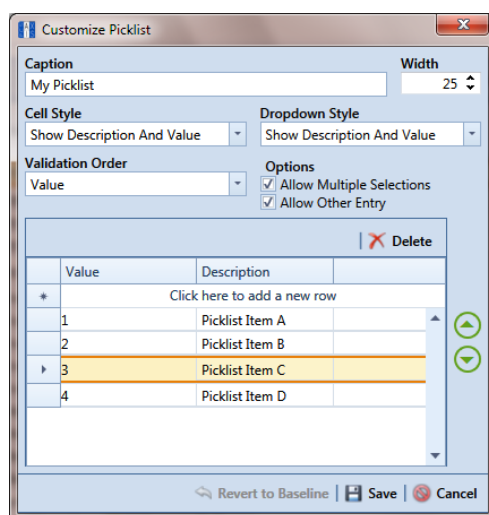 Customize Picklist
x
Caption Width
My Picklist 25
Cell Style Dropdown Style
Show Description And Value Show Description And Value
Validation Order Options
Value Allow Multiple Selections
Allow Other Entry
Delete
Value Description
Click here to add a new row
1 Picklist Item A
2 Picklist Item B
3 Picklist Item C
4 Picklist Item D
Revert to Baseline | Save | Cancel